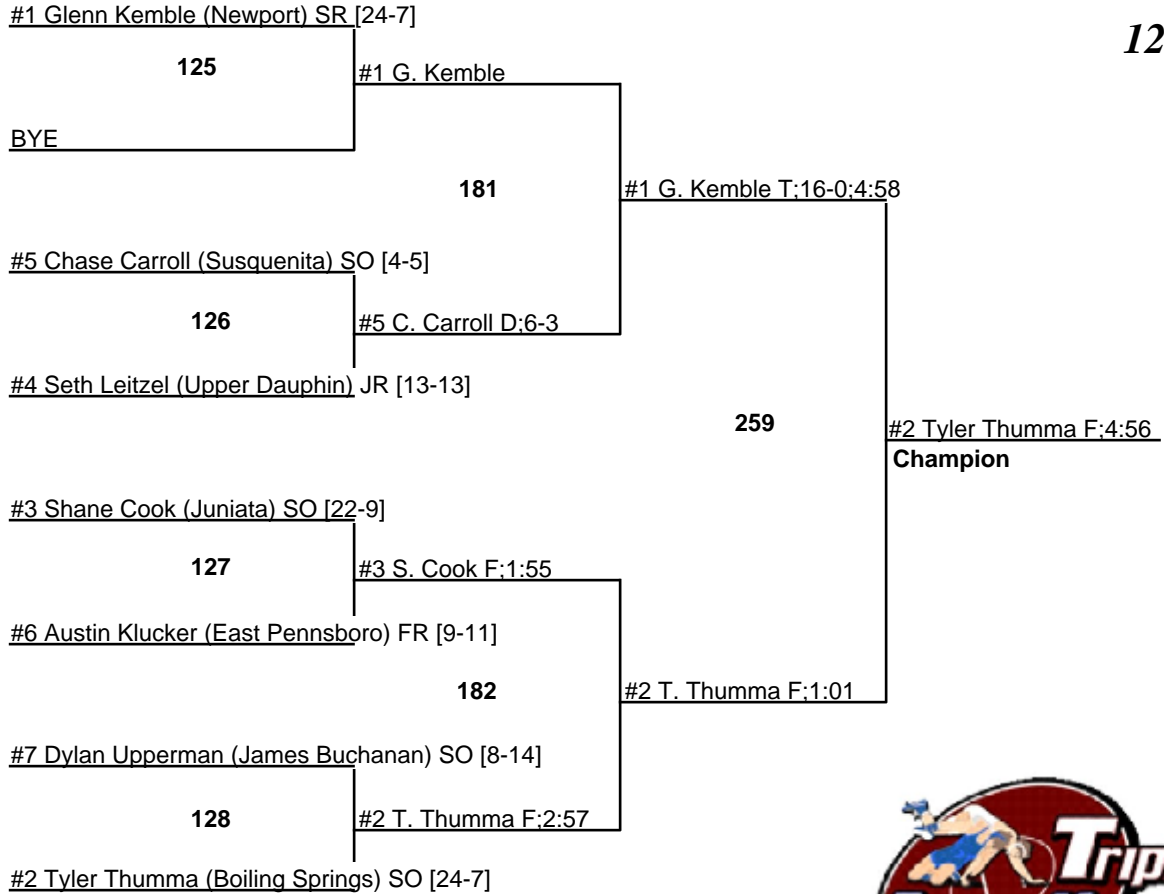 #1 Glenn Kemble (Newport) SR [24-7]
12
125
#1 G. Kemble
BYE
181
#1 G. Kemble T;16-0;4:58
#5 Chase Carroll (Susquenita) SO [4-5]
126
#5 C. Carroll D;6-3
#4 Seth Leitzel (Upper Dauphin) JR [13-13]
259
#2 Tyler Thumma F;4:56
Champion
#3 Shane Cook (Juniata) SO [22-9]
127
#3 S. Cook F;1:55
#6 Austin Klucker (East Pennsboro) FR [9-11]
182
#2 T. Thumma F;1:01
#7 Dylan Upperman (James Buchanan) SO [8-14]
128
#2 T. Thumma F;2:57
#2 Tyler Thumma (Boiling Springs) SO [24-7]
Trip